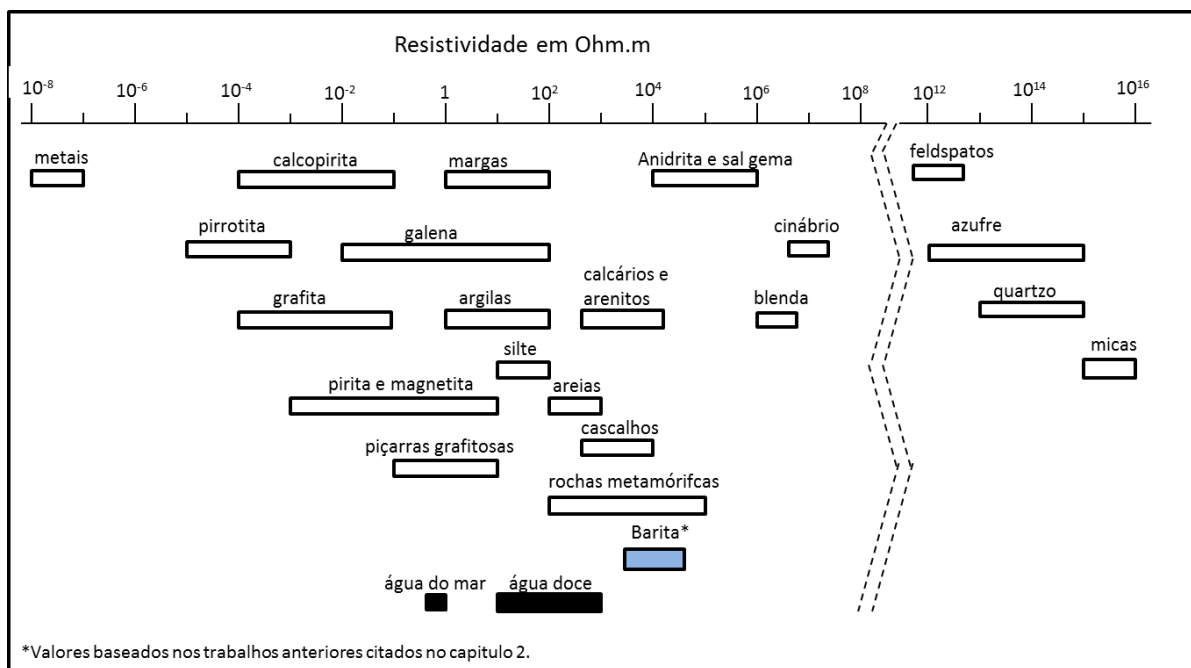 Resistividade em Ohm.m
10⁻⁸ 10⁻⁶ 10⁻⁴ 10⁻² 1 10² 10⁴ 10⁶ 10⁸ 10¹² 10¹⁴ 10¹⁶
metais calcopirita margas Anidrita e sal gema feldspatos
pirrotita galena cinábrio azufre
calcários e
grafita argilas arenitos blenda quartzo
silte micas
pirita e magnetita areias
cascalhos
piçarras grafitosas
rochas metamórifcas
Barita*
água do mar água doce
*Valores baseados nos trabalhos anteriores citados no capitulo 2.